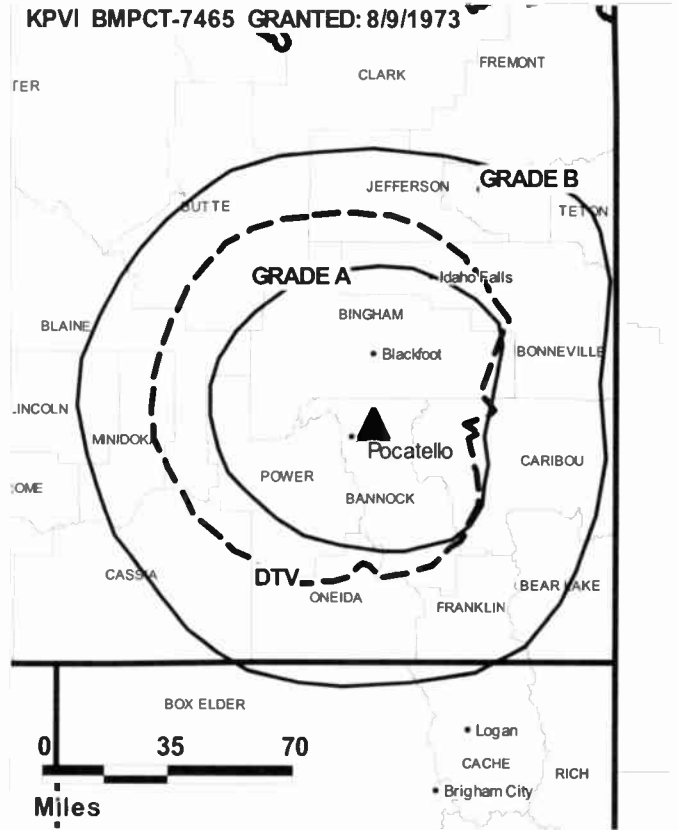 KPVI BMPCT-7465 GRANTED: 8/9/1973
FREMONT
CLARK
TER
GRADE B
JEFFERSON
BUTTE
TETON
GRADE A
Idaho Falls
BINGHAM
BLAINE
Blackfoot
BONNEVILLE
LINCOLN
MINIDOKA
Pocatello
CARIBOU
POWER
OME
BANNOCK
CASSIA
DTV
BEAR LAKE
ONEIDA
FRANKLIN
BOX ELDER
Logan
0 35 70
CACHE
RICH
Brigham City
Miles